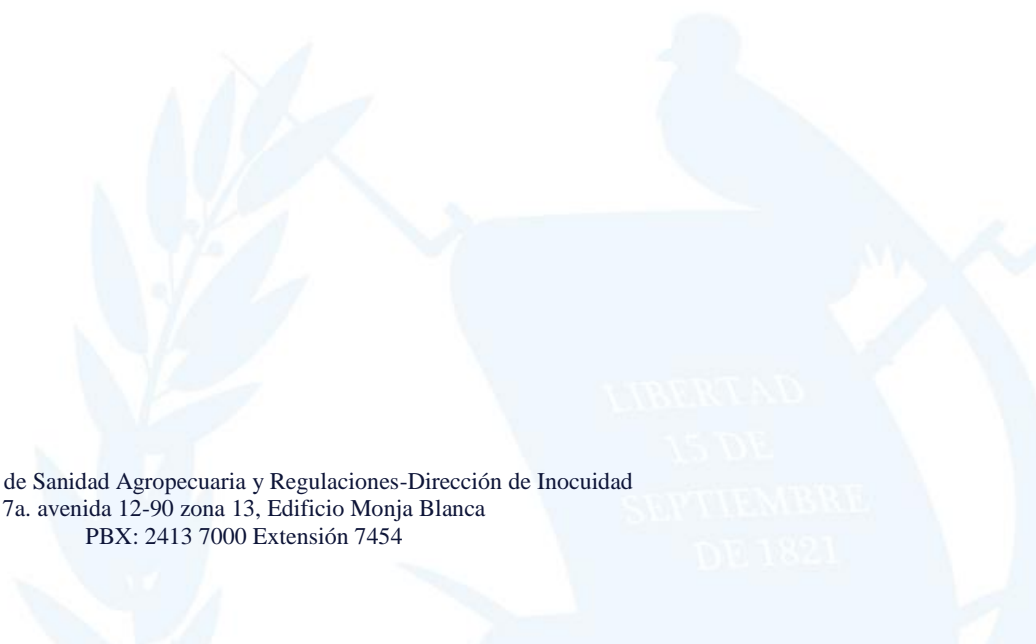 LIBERTAD
15 DE
SEPTIEMBRE
DE 1821
de Sanidad Agropecuaria y Regulaciones-Dirección de Inocuidad
7a. avenida 12-90 zona 13, Edificio Monja Blanca
PBX: 2413 7000 Extensión 7454